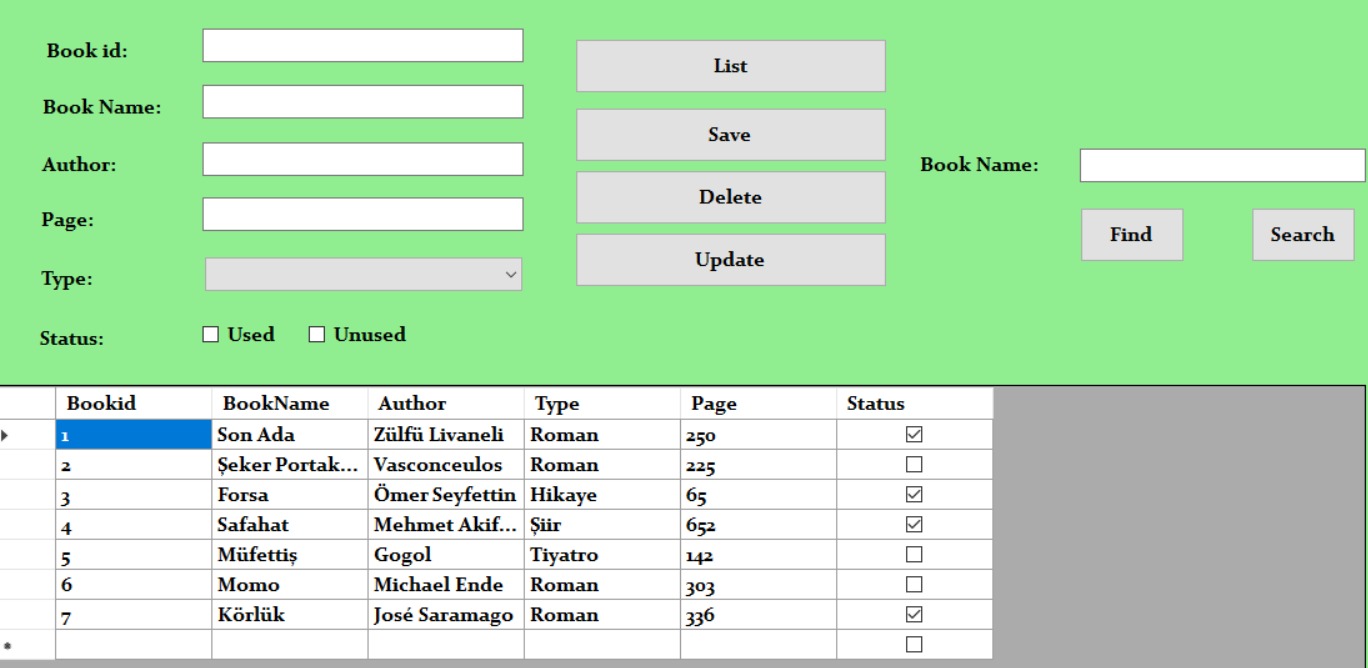 Book id:
List
Book Name:
Save
Author:
Delete
Page:
Update
Type:
Status:
Used
Unused
Book Name:
Find
Search
Bookid BookName Author Type Page Status
1 Son Ada Zülfü Livaneli Roman 250
2 Şeker Portak... Vasconceulos Roman 225
3 Forsa Ömer Seyfettin Hikaye 65
4 Safahat Mehmet Akif... Şiir 652
5 Müfettiş Gogol Tiyatro 142
6 Momo Michael Ende Roman 303
7 Körlük José Saramago Roman 336